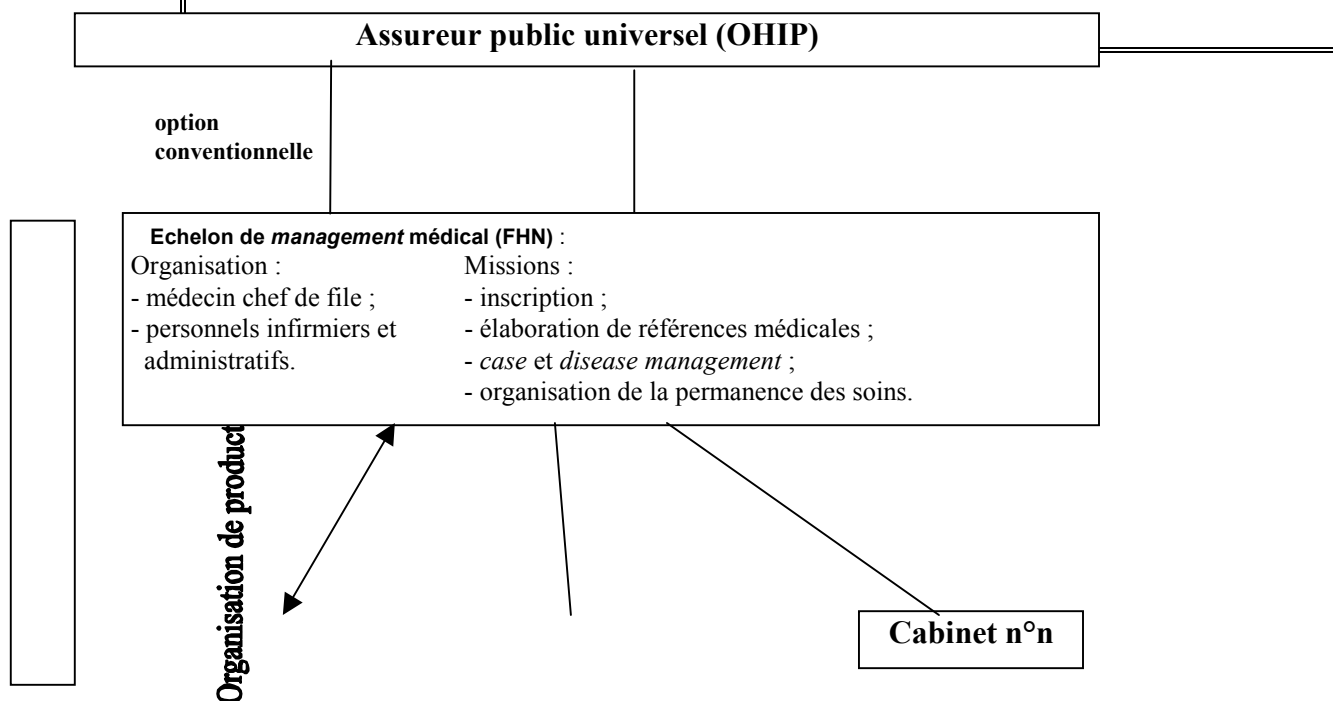 Assureur public universel (OHIP)
option
conventionnelle
Echelon de management médical (FHN) :
Organisation :
- médecin chef de file ;
- personnels infirmiers et
administratifs.
Missions :
- inscription ;
- élaboration de références médicales ;
- case et disease management ;
- organisation de la permanence des soins.
Organisation de product
Cabinet n°n